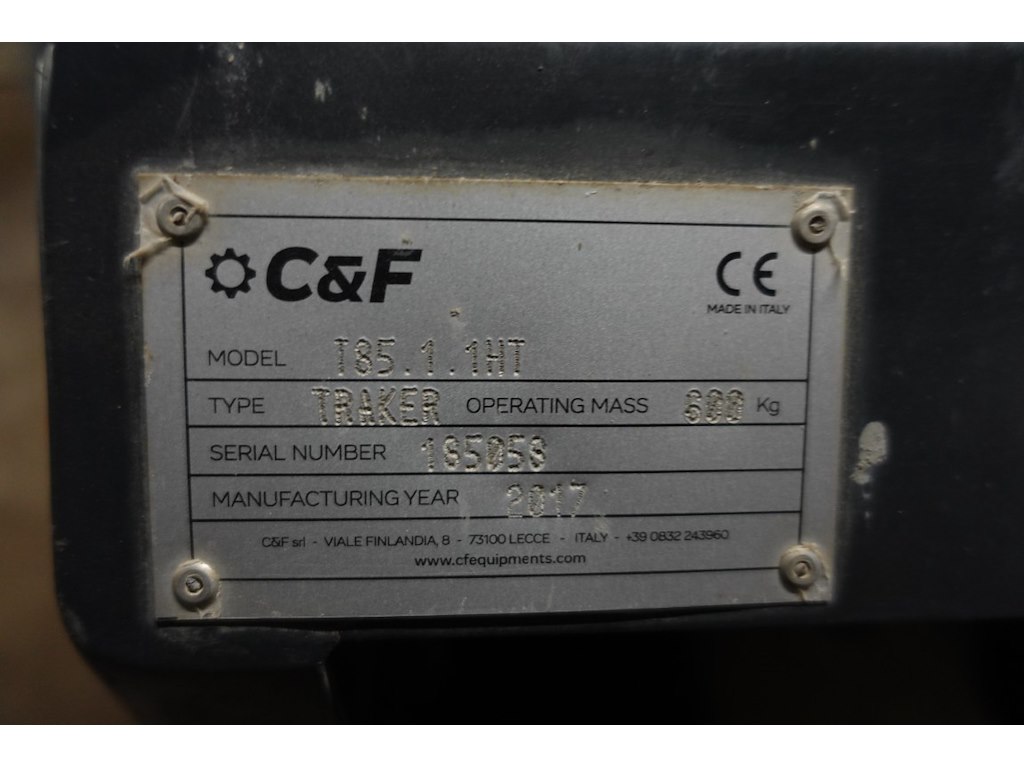 C&F
CE
MADE IN ITALY
MODEL T85.1.1HT
TYPE TRAKER OPERATING MASS 600 Kg
SERIAL NUMBER 185058
MANUFACTURING YEAR 2017
C&F srl - VIALE FINLANDIA, 8 - 73100 LECCE - ITALY - +39 0832 243960
www.cfequipments.com